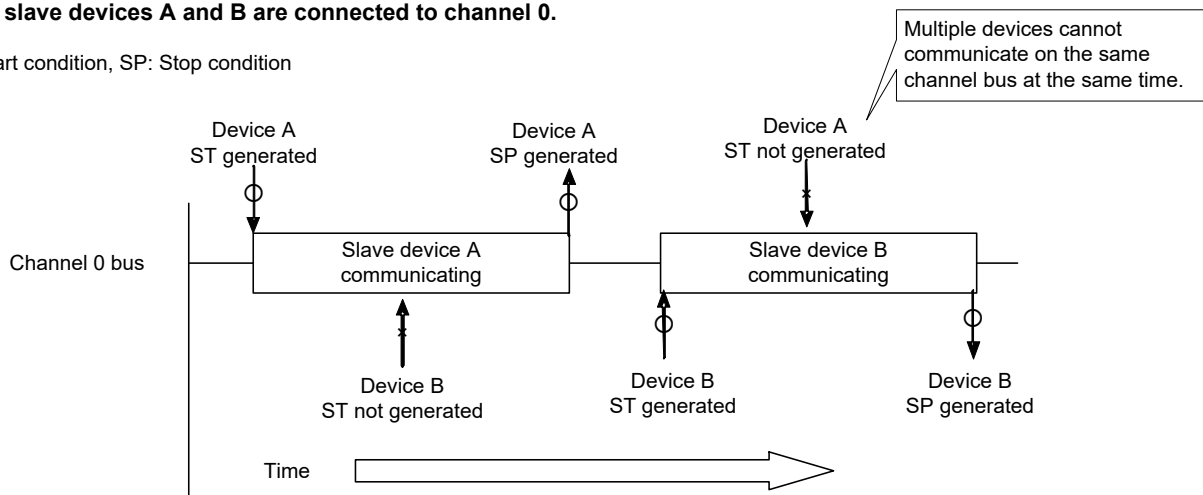 slave devices A and B are connected to channel 0.
art condition, SP: Stop condition
Multiple devices cannot
communicate on the same
channel bus at the same time.
Device A
ST generated
Device A
SP generated
Device A
ST not generated
Channel 0 bus
Slave device A
communicating
Slave device B
communicating
Device B
ST not generated
Device B
ST generated
Device B
SP generated
Time